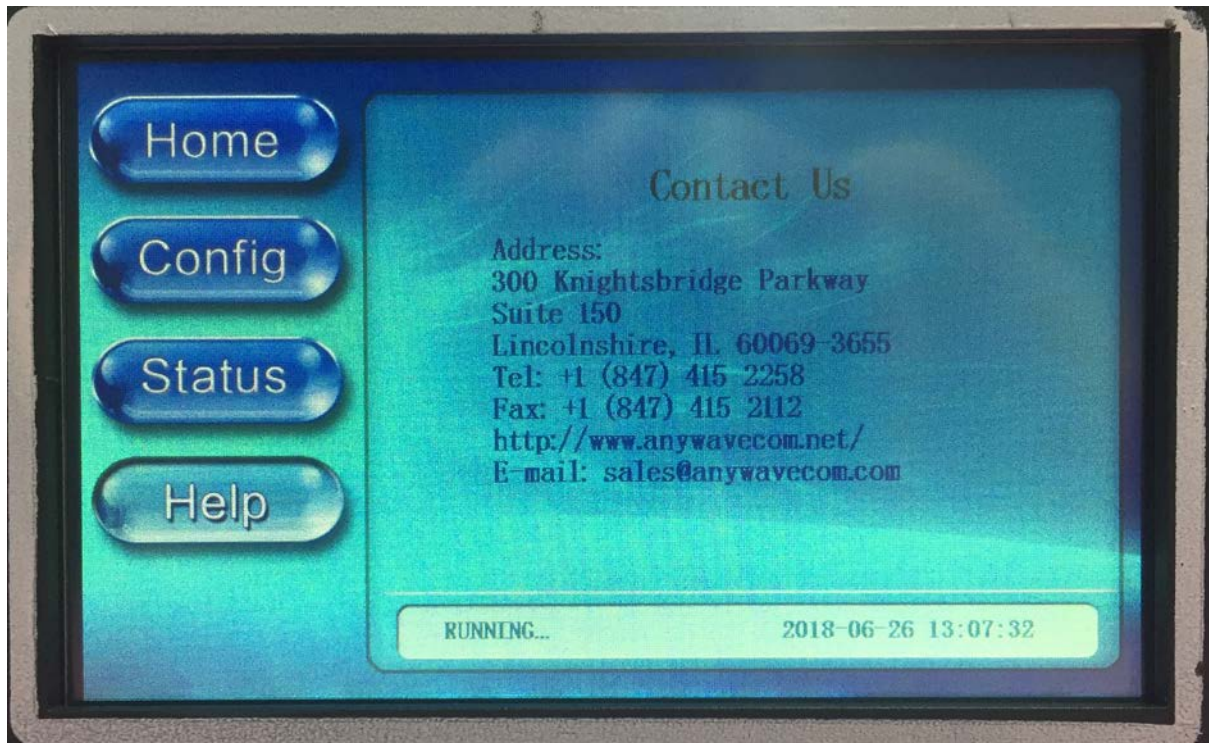 Home
Config
Status
Help
Contact Us
Address:
300 Knightsbridge Parkway
Suite 150
Lincolnshire, IL 60069-3655
Tel: +1 (847) 415 2258
Fax: +1 (847) 415 2112
http://www.anywavecom.net/
E-mail: sales@anywavecom.com
RUNNING... 2018-06-26 13:07:32